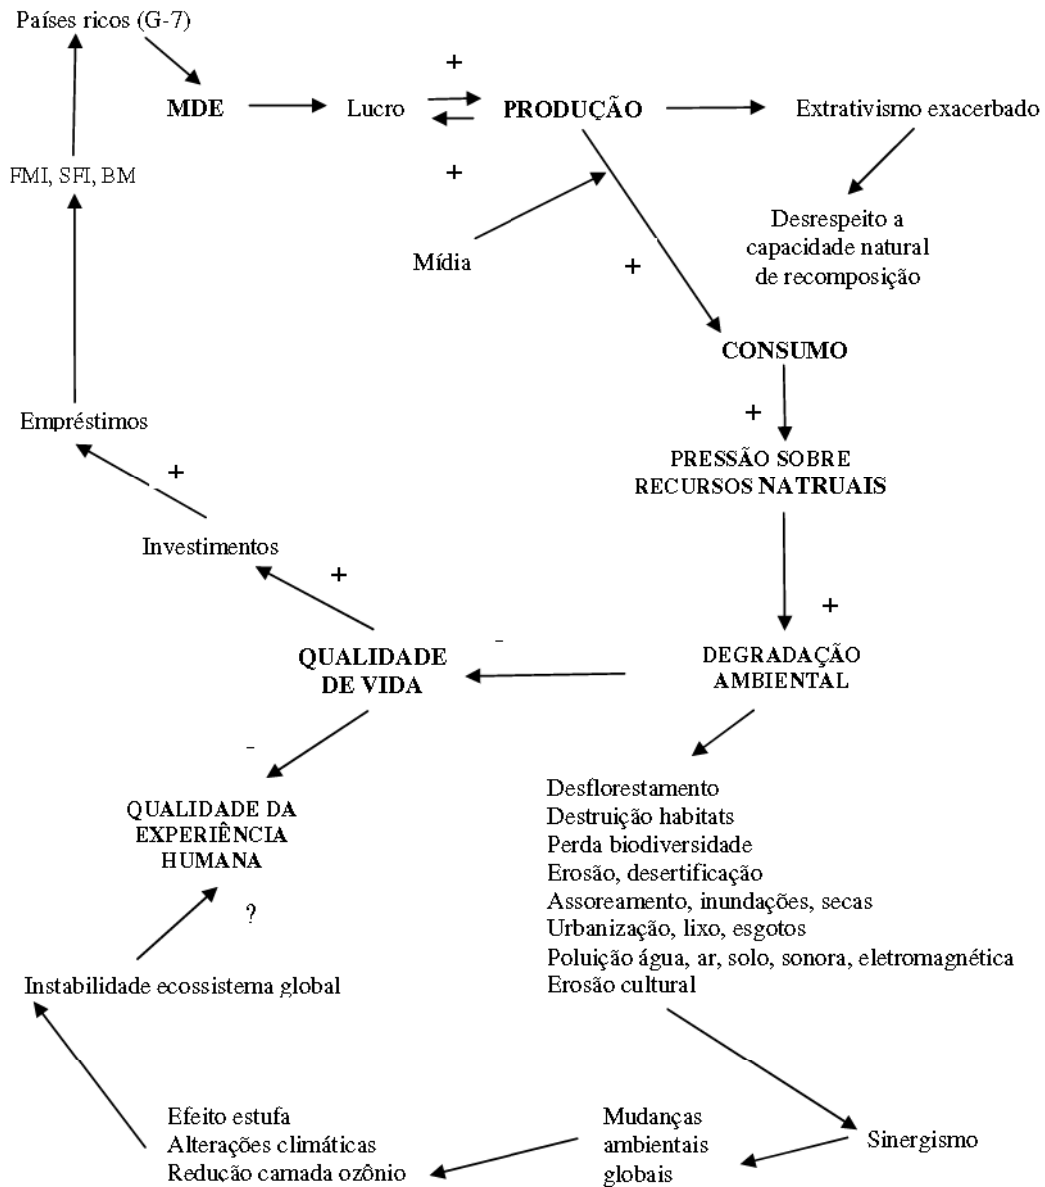 Países ricos (G-7)
+
MDE
Lucro
PRODUÇÃO
Extrativismo exacerbado
+
FMI, SFI, BM
Mídia
+
Desrespeito a
capacidade natural
de recomposição
CONSUMO
+
Empréstimos
+
PRESSÃO SOBRE
RECURSOS NATRUAIS
Investimentos
+
+
-
QUALIDADE
DE VIDA
DEGRADAÇÃO
AMBIENTAL
-
QUALIDADE DA
EXPERIÊNCIA
HUMANA
?
Desflorestamento
Destruição habitats
Perda biodiversidade
Erosão, desertificação
Assoreamento, inundações, secas
Urbanização, lixo, esgotos
Poluição água, ar, solo, sonora, eletromagnética
Erosão cultural
Instabilidade ecossistema global
Efeito estufa
Alterações climáticas
Redução camada ozônio
Mudanças
ambientais
globais
Sinergismo